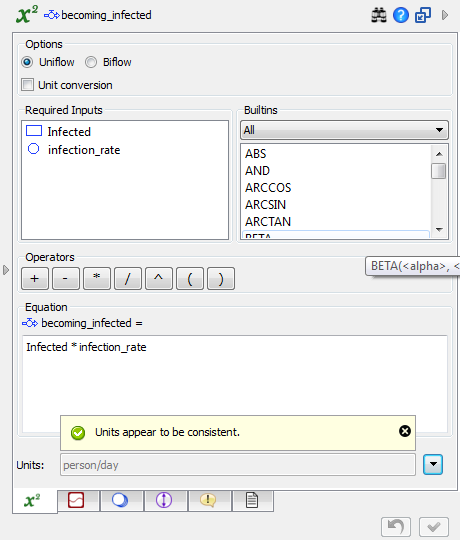 x² becoming_infected
Options
Uniflow Biflow
Unit conversion
Required Inputs
Infected
infection_rate
Builtins
All
ABS
AND
ARCCOS
ARCSIN
ARCTAN
BETA
BETA(<alpha>, <
Operators
+ - * / ^ ( )
Equation
becoming_infected =
Infected * infection_rate
Units appear to be consistent.
Units: person/day
x²